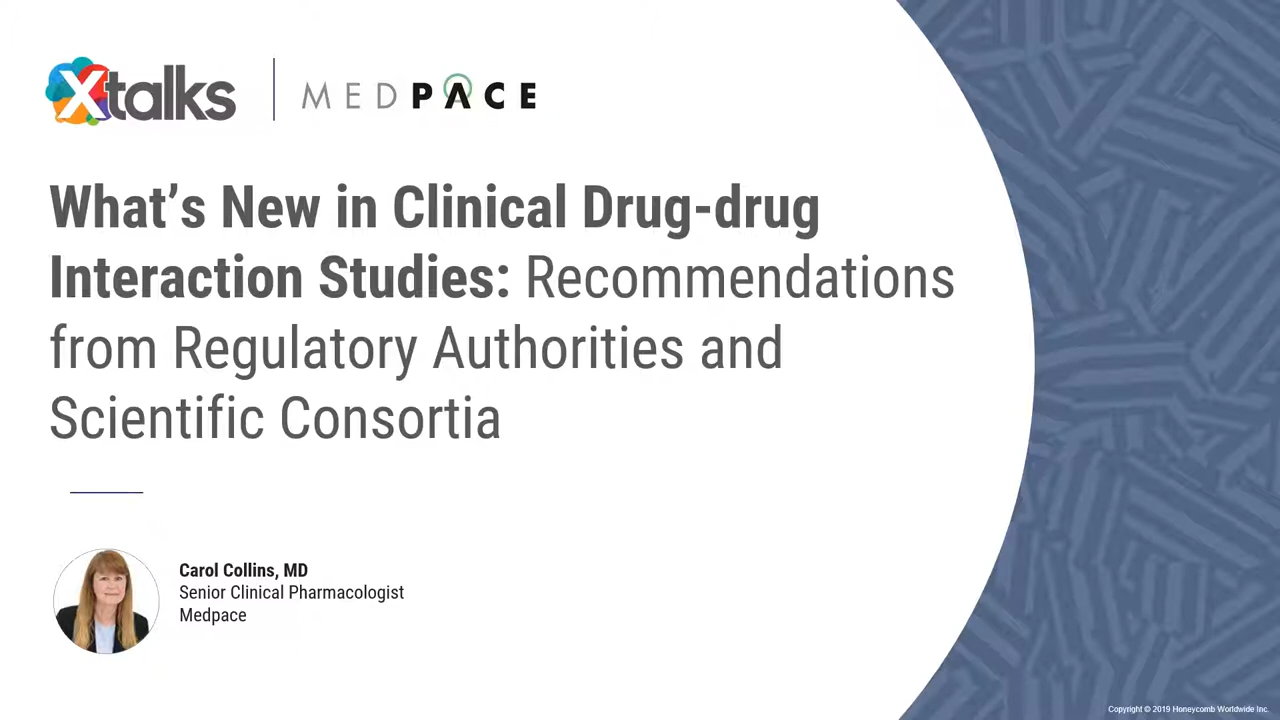 Xtalks
MEDPACE
What’s New in Clinical Drug-drug
Interaction Studies: Recommendations
from Regulatory Authorities and
Scientific Consortia
Carol Collins, MD
Senior Clinical Pharmacologist
Medpace
Copyright © 2019 Honeycomb Worldwide Inc.